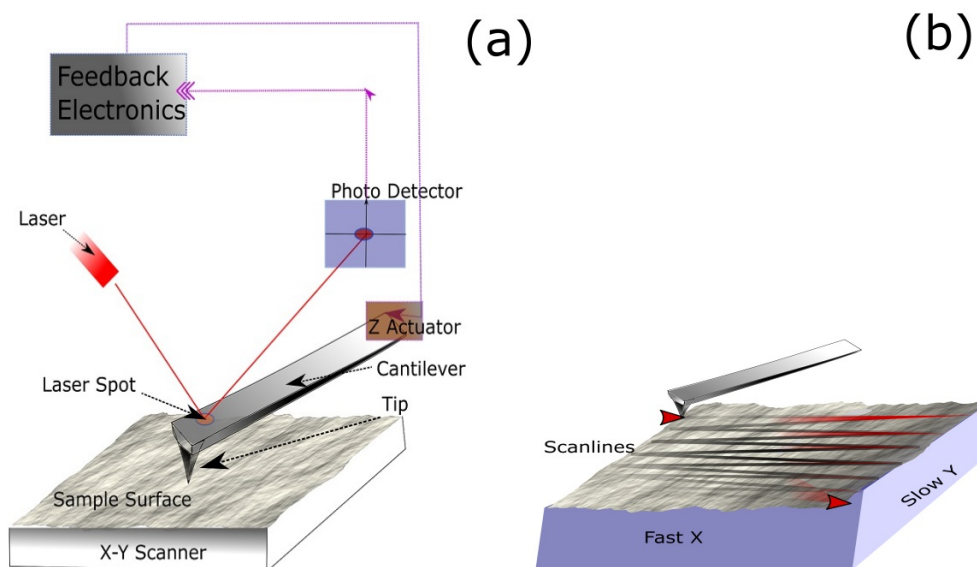 (a)
(b)
Feedback
Electronics
Photo Detector
Laser
Z Actuator
Laser Spot
Cantilever
Tip
Sample Surface
X-Y Scanner
Scanlines
Fast X
Slow Y